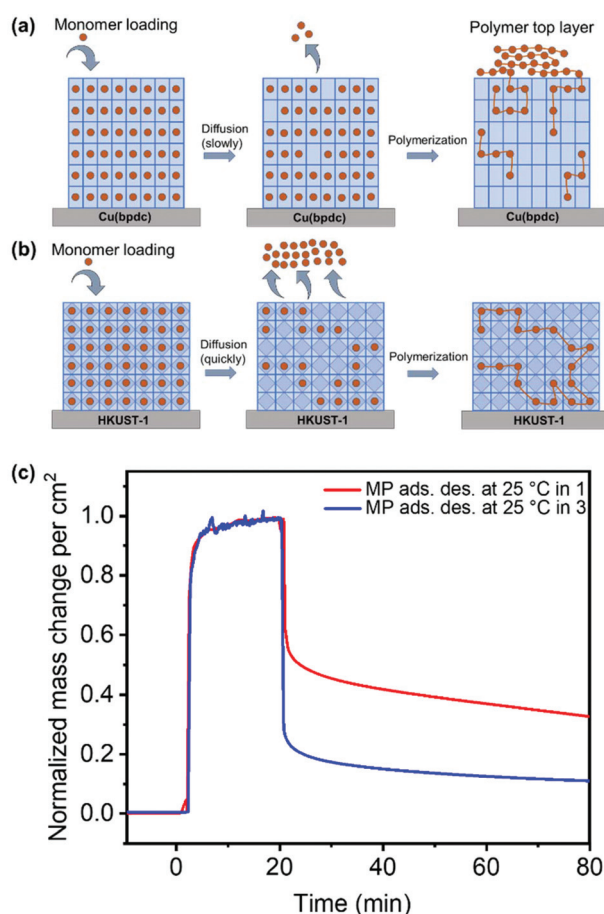 (a)
Monomer loading
Polymer top layer
Diffusion
(slowly)
Polymerization
Cu(bpdc)
Cu(bpdc)
Cu(bpdc)
(b)
Monomer loading
Diffusion
(quickly)
Polymerization
HKUST-1
HKUST-1
HKUST-1
(c)
MP ads. des. at 25 °C in 1
MP ads. des. at 25 °C in 3
Normalized mass change per cm²
1.0
0.8
0.6
0.4
0.2
0.0
0
20
40
60
80
Time (min)